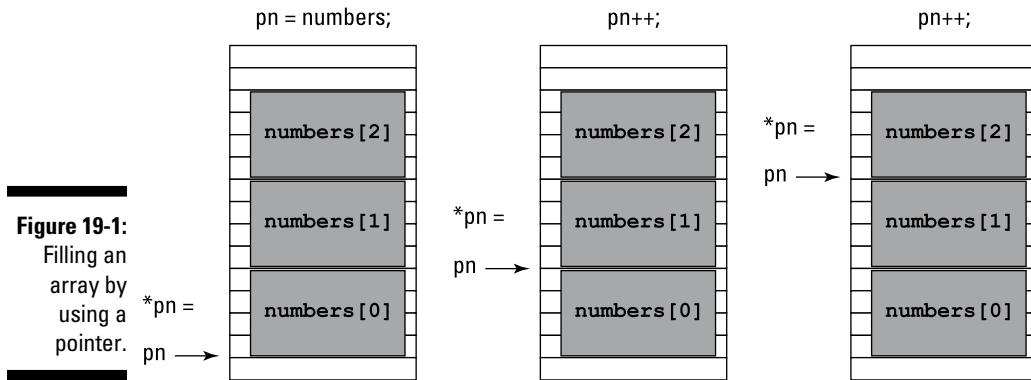 pn = numbers;
pn++;
pn++;
numbers[2]
numbers[1]
numbers[0]
*pn =
pn
numbers[2]
numbers[1]
numbers[0]
*pn =
pn
numbers[2]
numbers[1]
numbers[0]
*pn =
pn
Figure 19-1:
Filling an
array by
using a
pointer.